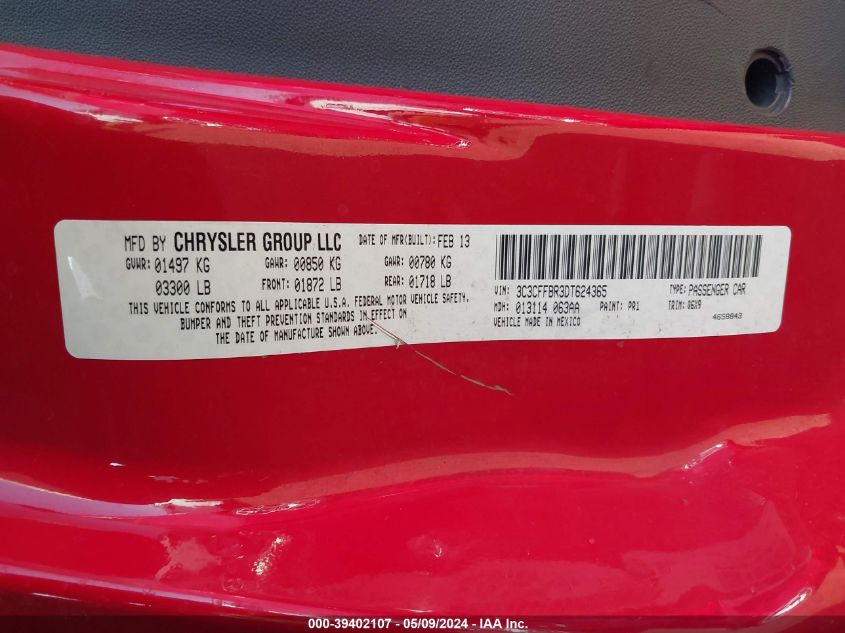 MFD BY CHRYSLER GROUP LLC DATE OF MFR(BUILT): FEB 13
GVWR: 01497 KG GAWR: 00850 KG GAWR: 00780 KG
03300 LB FRONT: 01872 LB REAR: 01718 LB
THIS VEHICLE CONFORMS TO ALL APPLICABLE U.S.A. FEDERAL MOTOR VEHICLE SAFETY,
BUMPER AND THEFT PREVENTION STANDARDS IN EFFECT ON
THE DATE OF MANUFACTURE SHOWN ABOVE.
VIN: 3C3CFFBR3DT624365 TYPE: PASSENGER CAR
MDH: 013114 063AA PAINT: PR1 TRIM: G6X9
VEHICLE MADE IN MEXICO 4658843
000-39402107 - 05/09/2024 - IAA Inc.